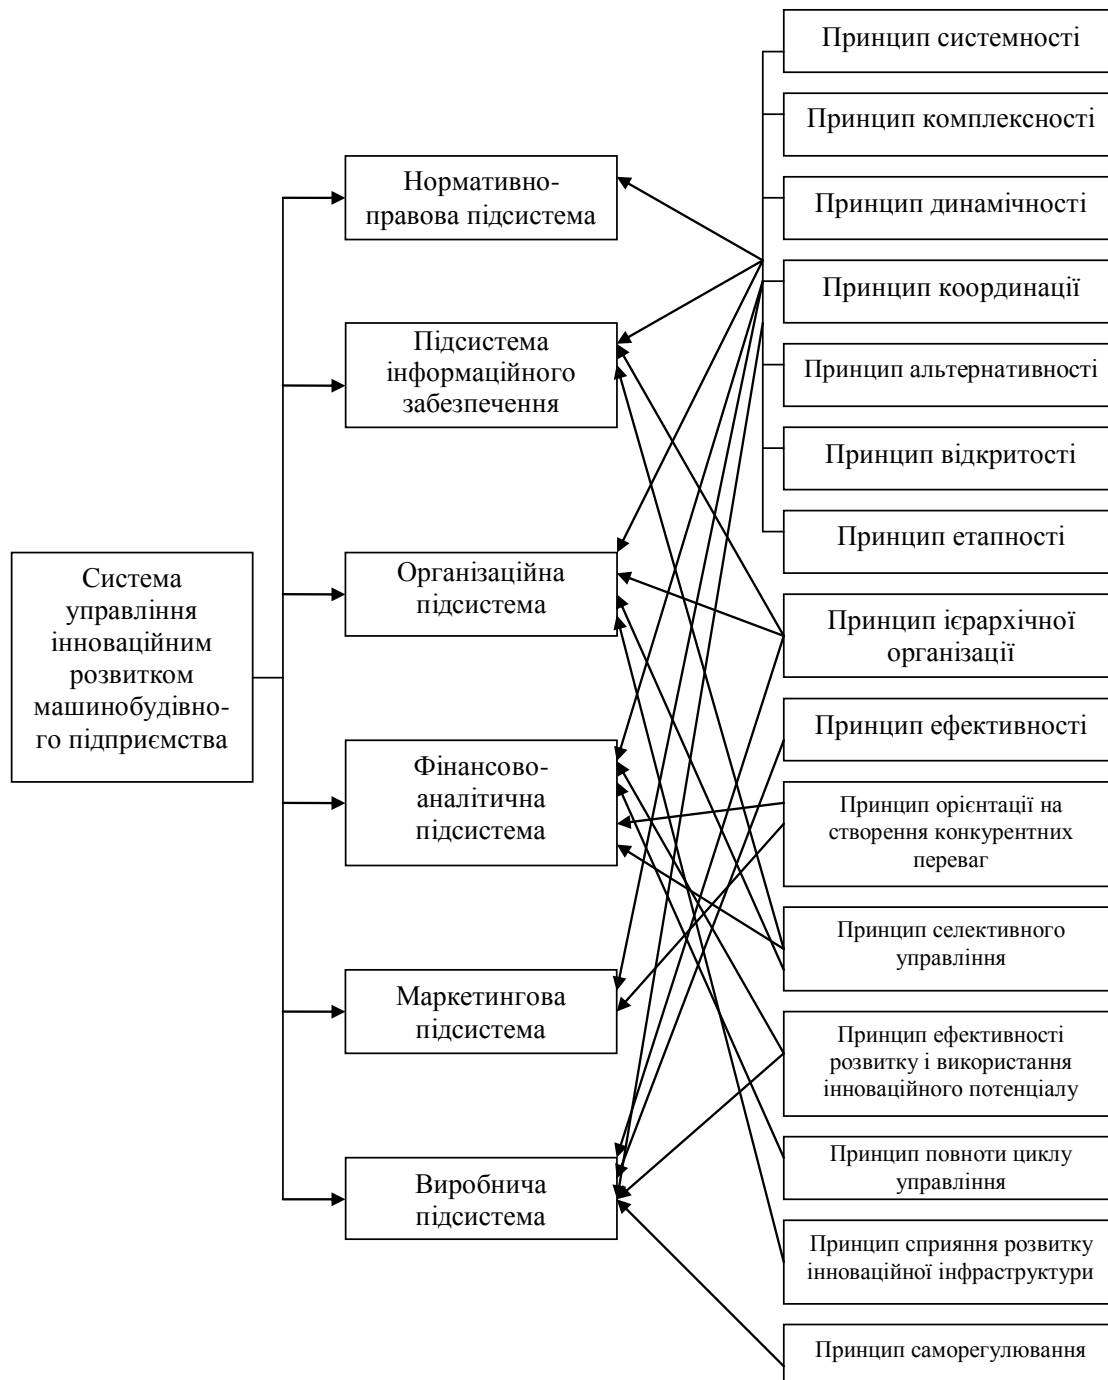 Система
управління
інноваційним
розвитком
машинобудівно-
го підприємства
Нормативно-
правова підсистема
Підсистема
інформаційного
забезпечення
Організаційна
підсистема
Фінансово-
аналітична
підсистема
Маркетингова
підсистема
Виробнича
підсистема
Принцип системності
Принцип комплексності
Принцип динамічності
Принцип координації
Принцип альтернативності
Принцип відкритості
Принцип етапності
Принцип ієрархічної
організації
Принцип ефективності
Принцип орієнтації на
створення конкурентних
переваг
Принцип селективного
управління
Принцип ефективності
розвитку і використання
інноваційного потенціалу
Принцип повноти циклу
управління
Принцип сприяння розвитку
інноваційної інфраструктури
Принцип саморегулювання